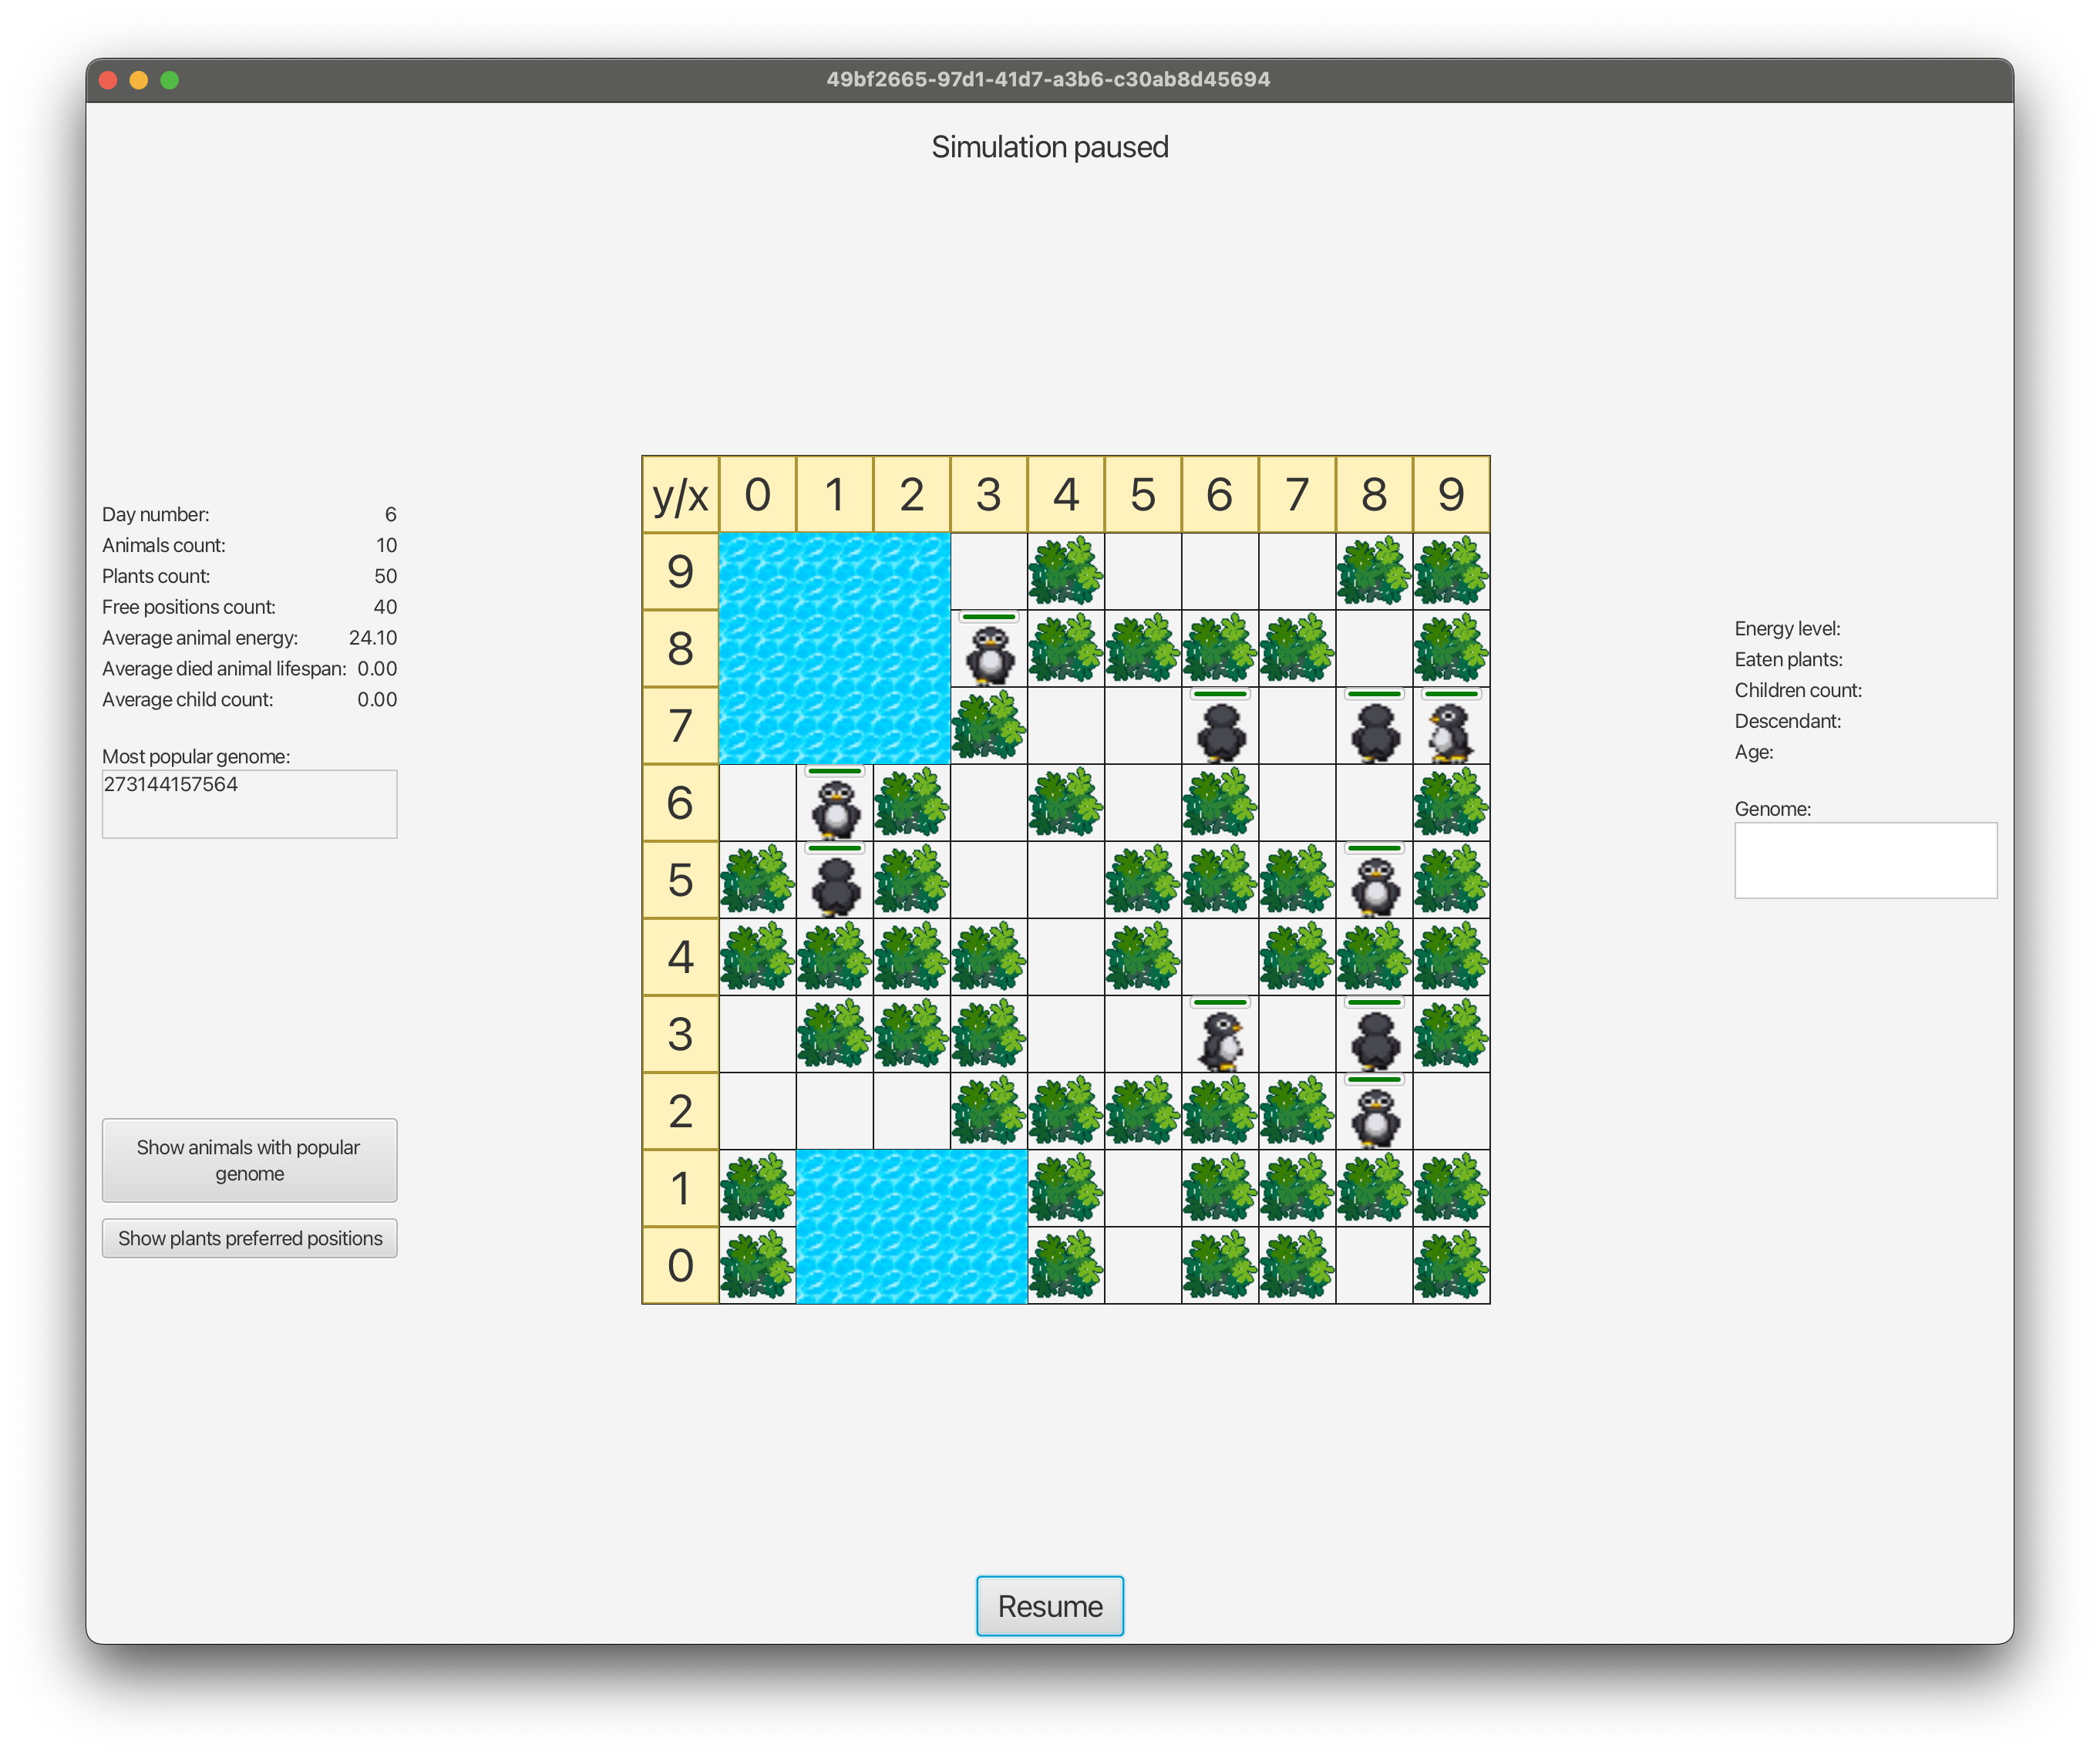 49bf2665-97d1-41d7-a3b6-c30ab8d45694
Simulation paused
Day number: 6
Animals count: 10
Plants count: 50
Free positions count: 40
Average animal energy: 24.10
Average died animal lifespan: 0.00
Average child count: 0.00
Most popular genome:
273144157564
Show animals with popular
genome
Show plants preferred positions
y/x 0 1 2 3 4 5 6 7 8 9
9
8
7
6
5
4
3
2
1
0
Energy level:
Eaten plants:
Children count:
Descendant:
Age:
Genome:
Resume